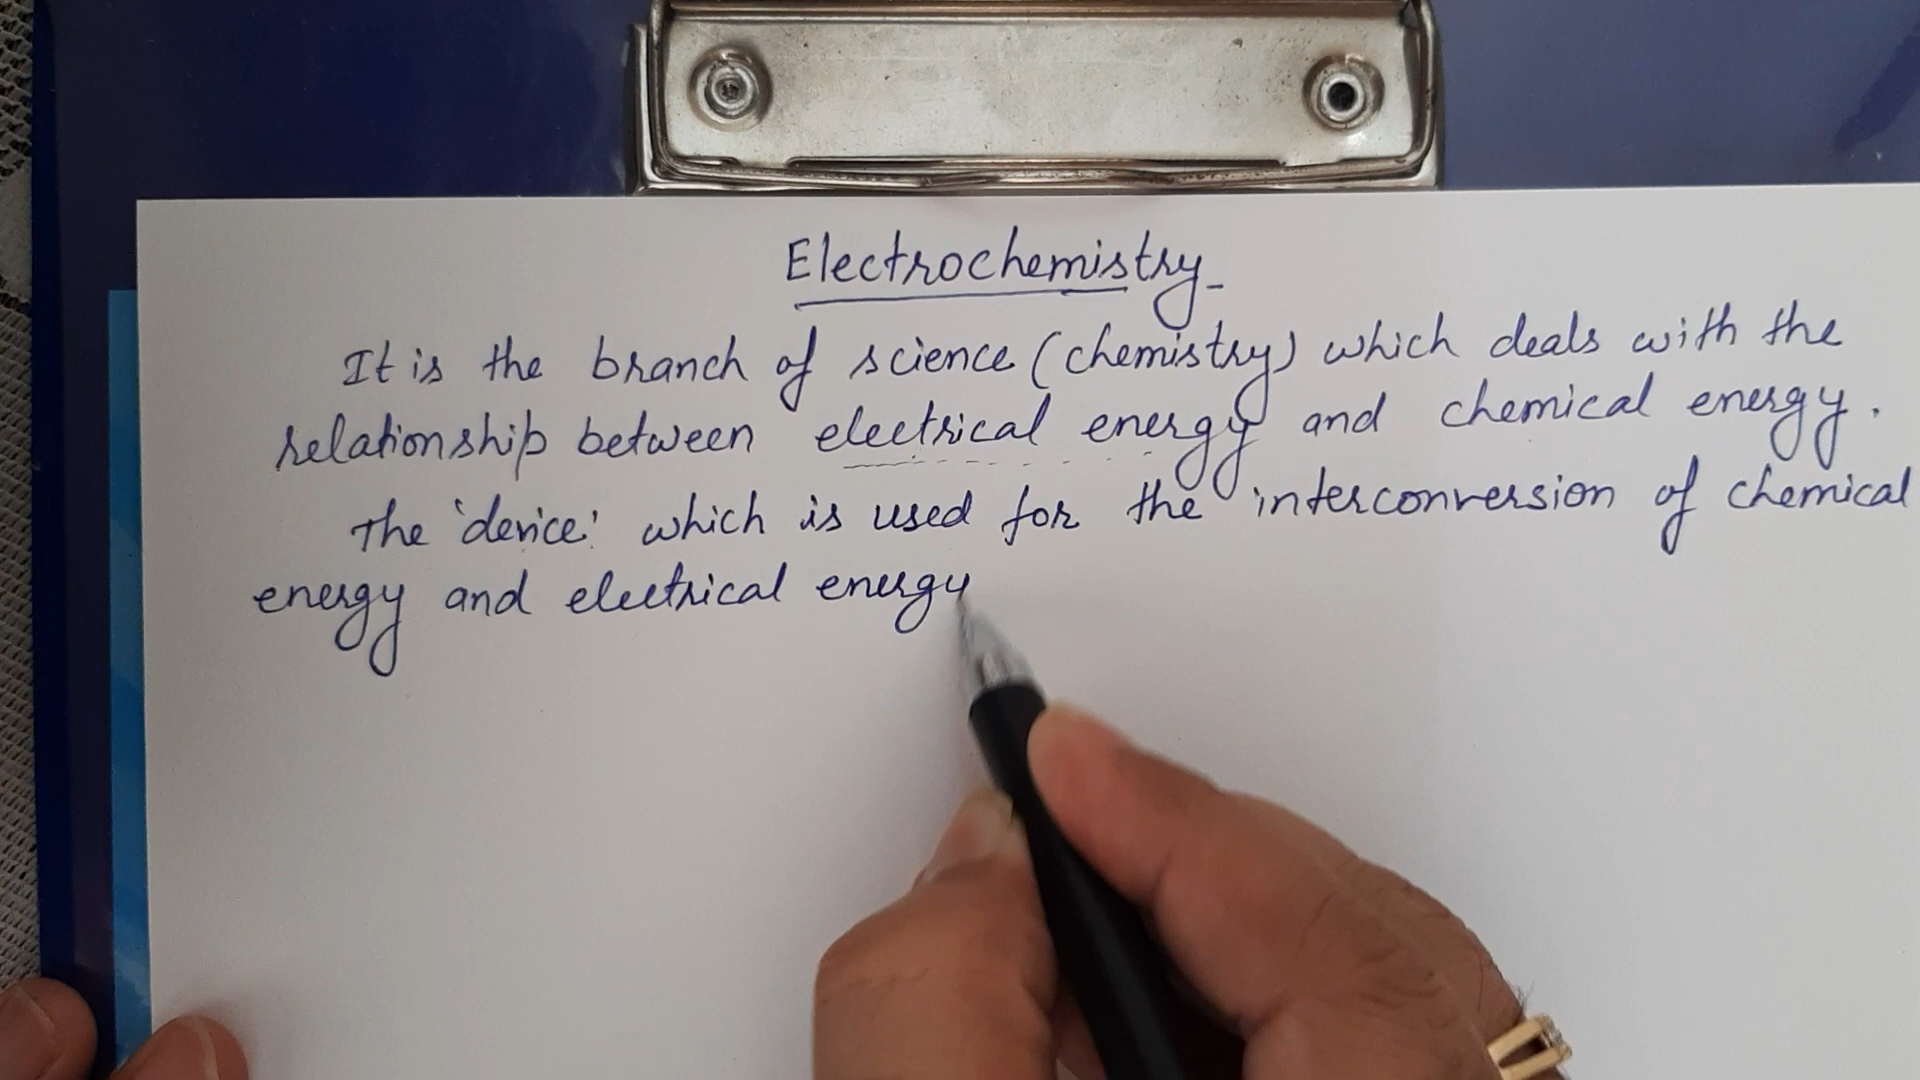 Electrochemistry
It is the branch of science (chemistry) which deals with the
relationship between electrical energy and chemical energy.
The 'device' which is used for the interconversion of chemical
energy and electrical energy